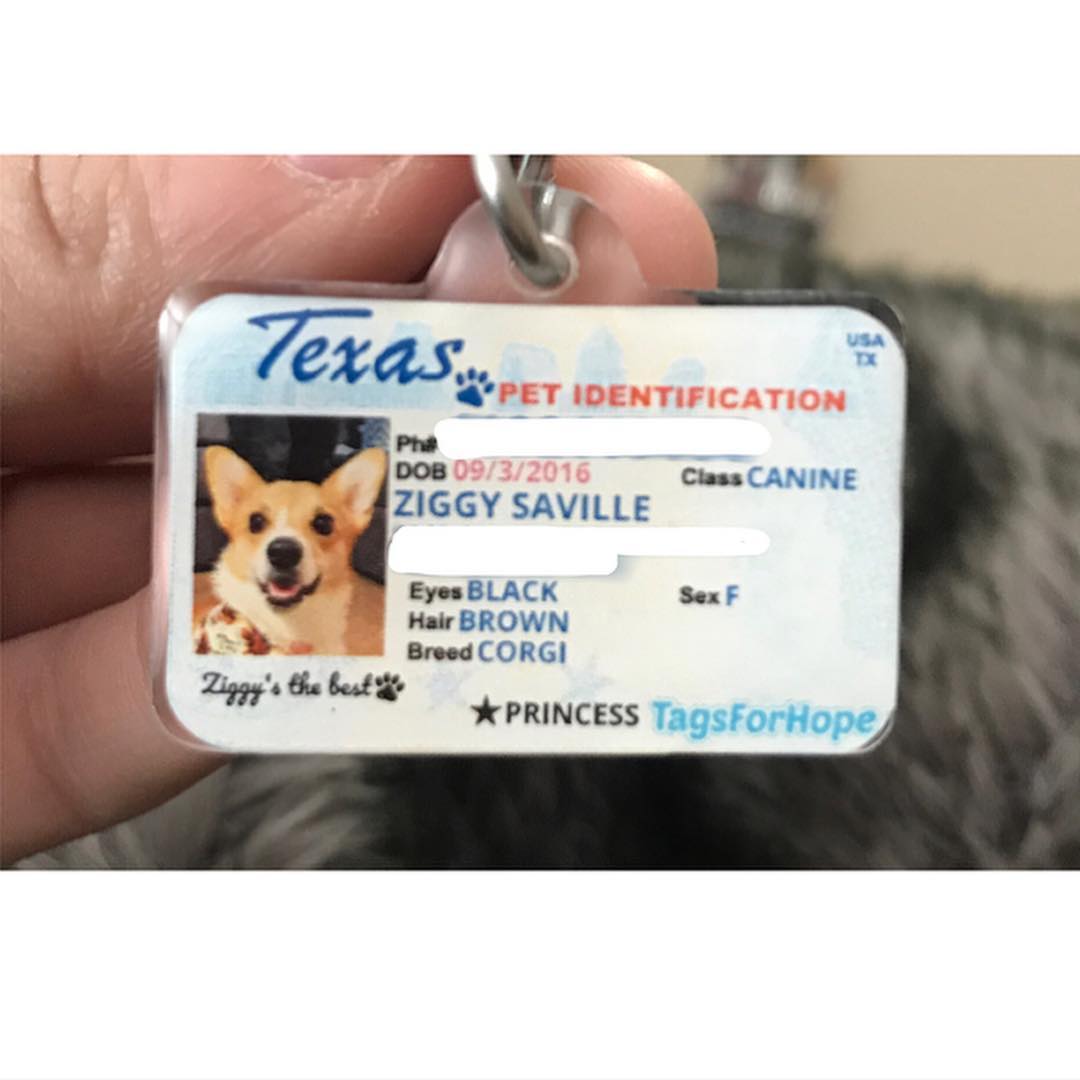 Texas
USA
TX
PET IDENTIFICATION
Ph#
DOB 09/3/2016 Class CANINE
ZIGGY SAVILLE
Eyes BLACK Sex F
Hair BROWN
Breed CORGI
Ziggy's the best
★PRINCESS TagsForHope